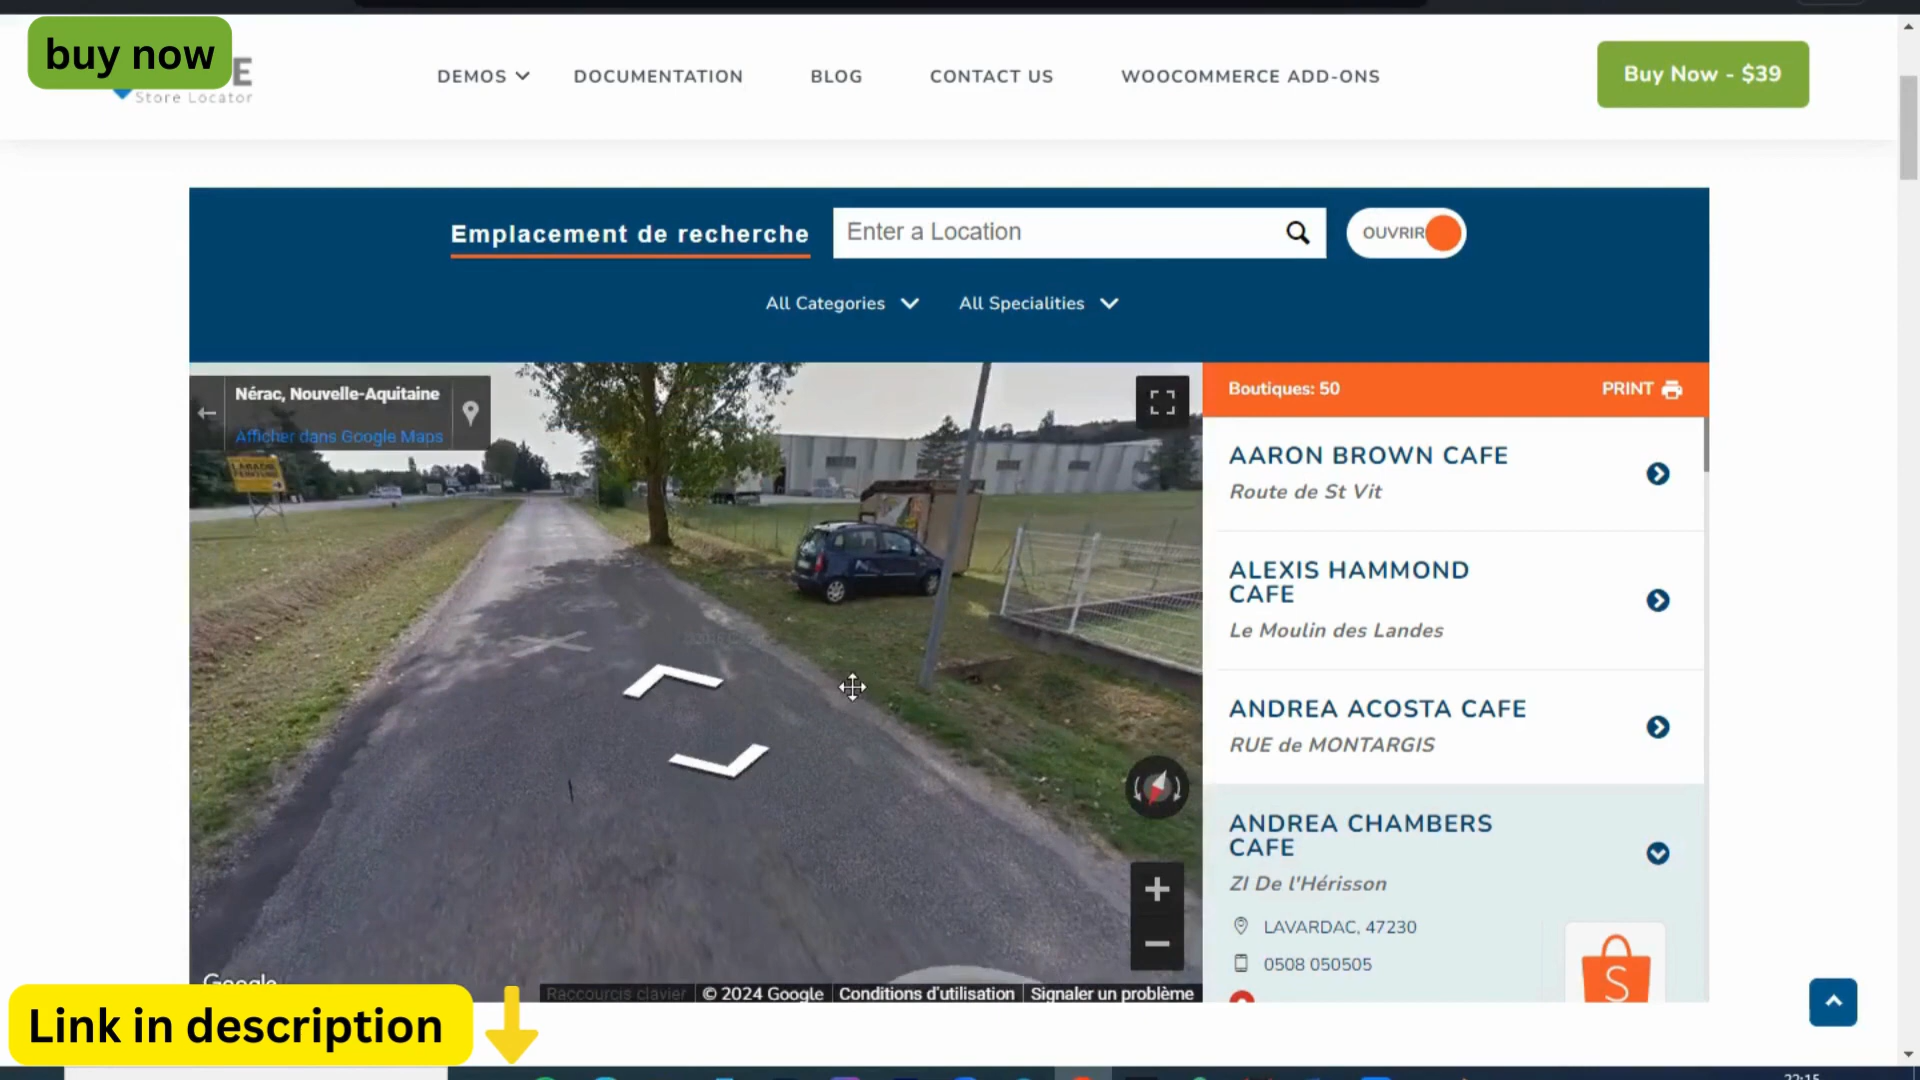 buy now
E
Store Locator
DEMOS
DOCUMENTATION
BLOG
CONTACT US
WOOCOMMERCE ADD-ONS
Buy Now - $39
Emplacement de recherche
Enter a Location
OUVRIR
All Categories
All Specialities
Nérac, Nouvelle-Aquitaine
Afficher dans Google Maps
Boutiques: 50
PRINT
AARON BROWN CAFE
Route de St Vit
ALEXIS HAMMOND
CAFE
Le Moulin des Landes
ANDREA ACOSTA CAFE
RUE de MONTARGIS
ANDREA CHAMBERS
CAFE
ZI De l'Hérisson
LAVARDAC, 47230
0508 050505
S
Google
Raccourcis clavier
© 2024 Google
Conditions d'utilisation
Signaler un problème
Link in description
22:15